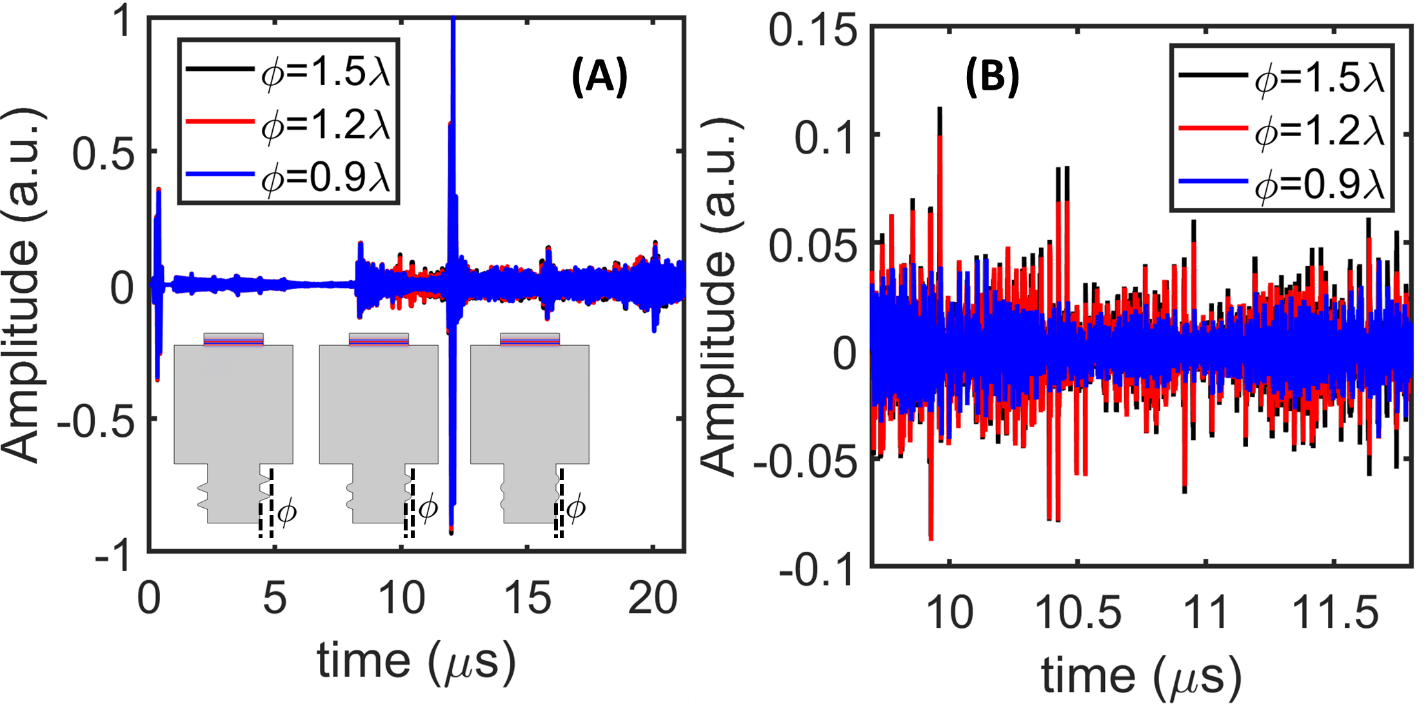 1
0.5
0
-0.5
-1
Amplitude (a.u.)
ϕ=1.5λ
ϕ=1.2λ
ϕ=0.9λ
(A)
ϕ ϕ ϕ
0 5 10 15 20
time (μs)
0.15
0.1
0.05
0
-0.05
-0.1
Amplitude (a.u.)
(B)
ϕ=1.5λ
ϕ=1.2λ
ϕ=0.9λ
10 10.5 11 11.5
time (μs)